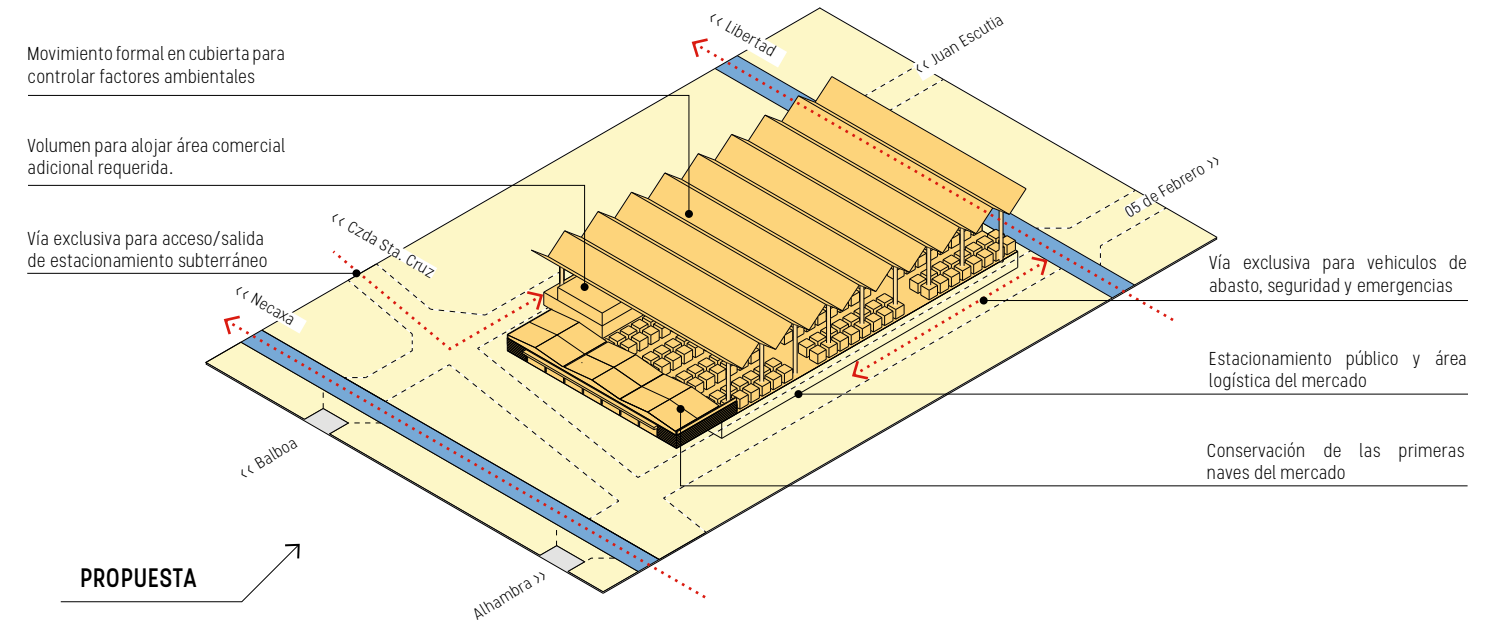 Movimiento formal en cubierta para
controlar factores ambientales
Volumen para alojar área comercial
adicional requerida.
Vía exclusiva para acceso/salida
de estacionamiento subterráneo
<< Libertad
<< Juan Escutia
05 de Febrero >>
<< Czda Sta. Cruz
<< Necaxa
<< Balboa
Alhambra >>
Vía exclusiva para vehiculos de
abasto, seguridad y emergencias
Estacionamiento público y área
logística del mercado
Conservación de las primeras
naves del mercado
PROPUESTA